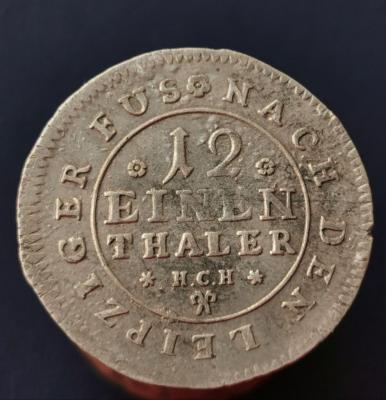 NACH DEN LEIPZIGER FUS
12
EINEN
THALER
* H.C.H *